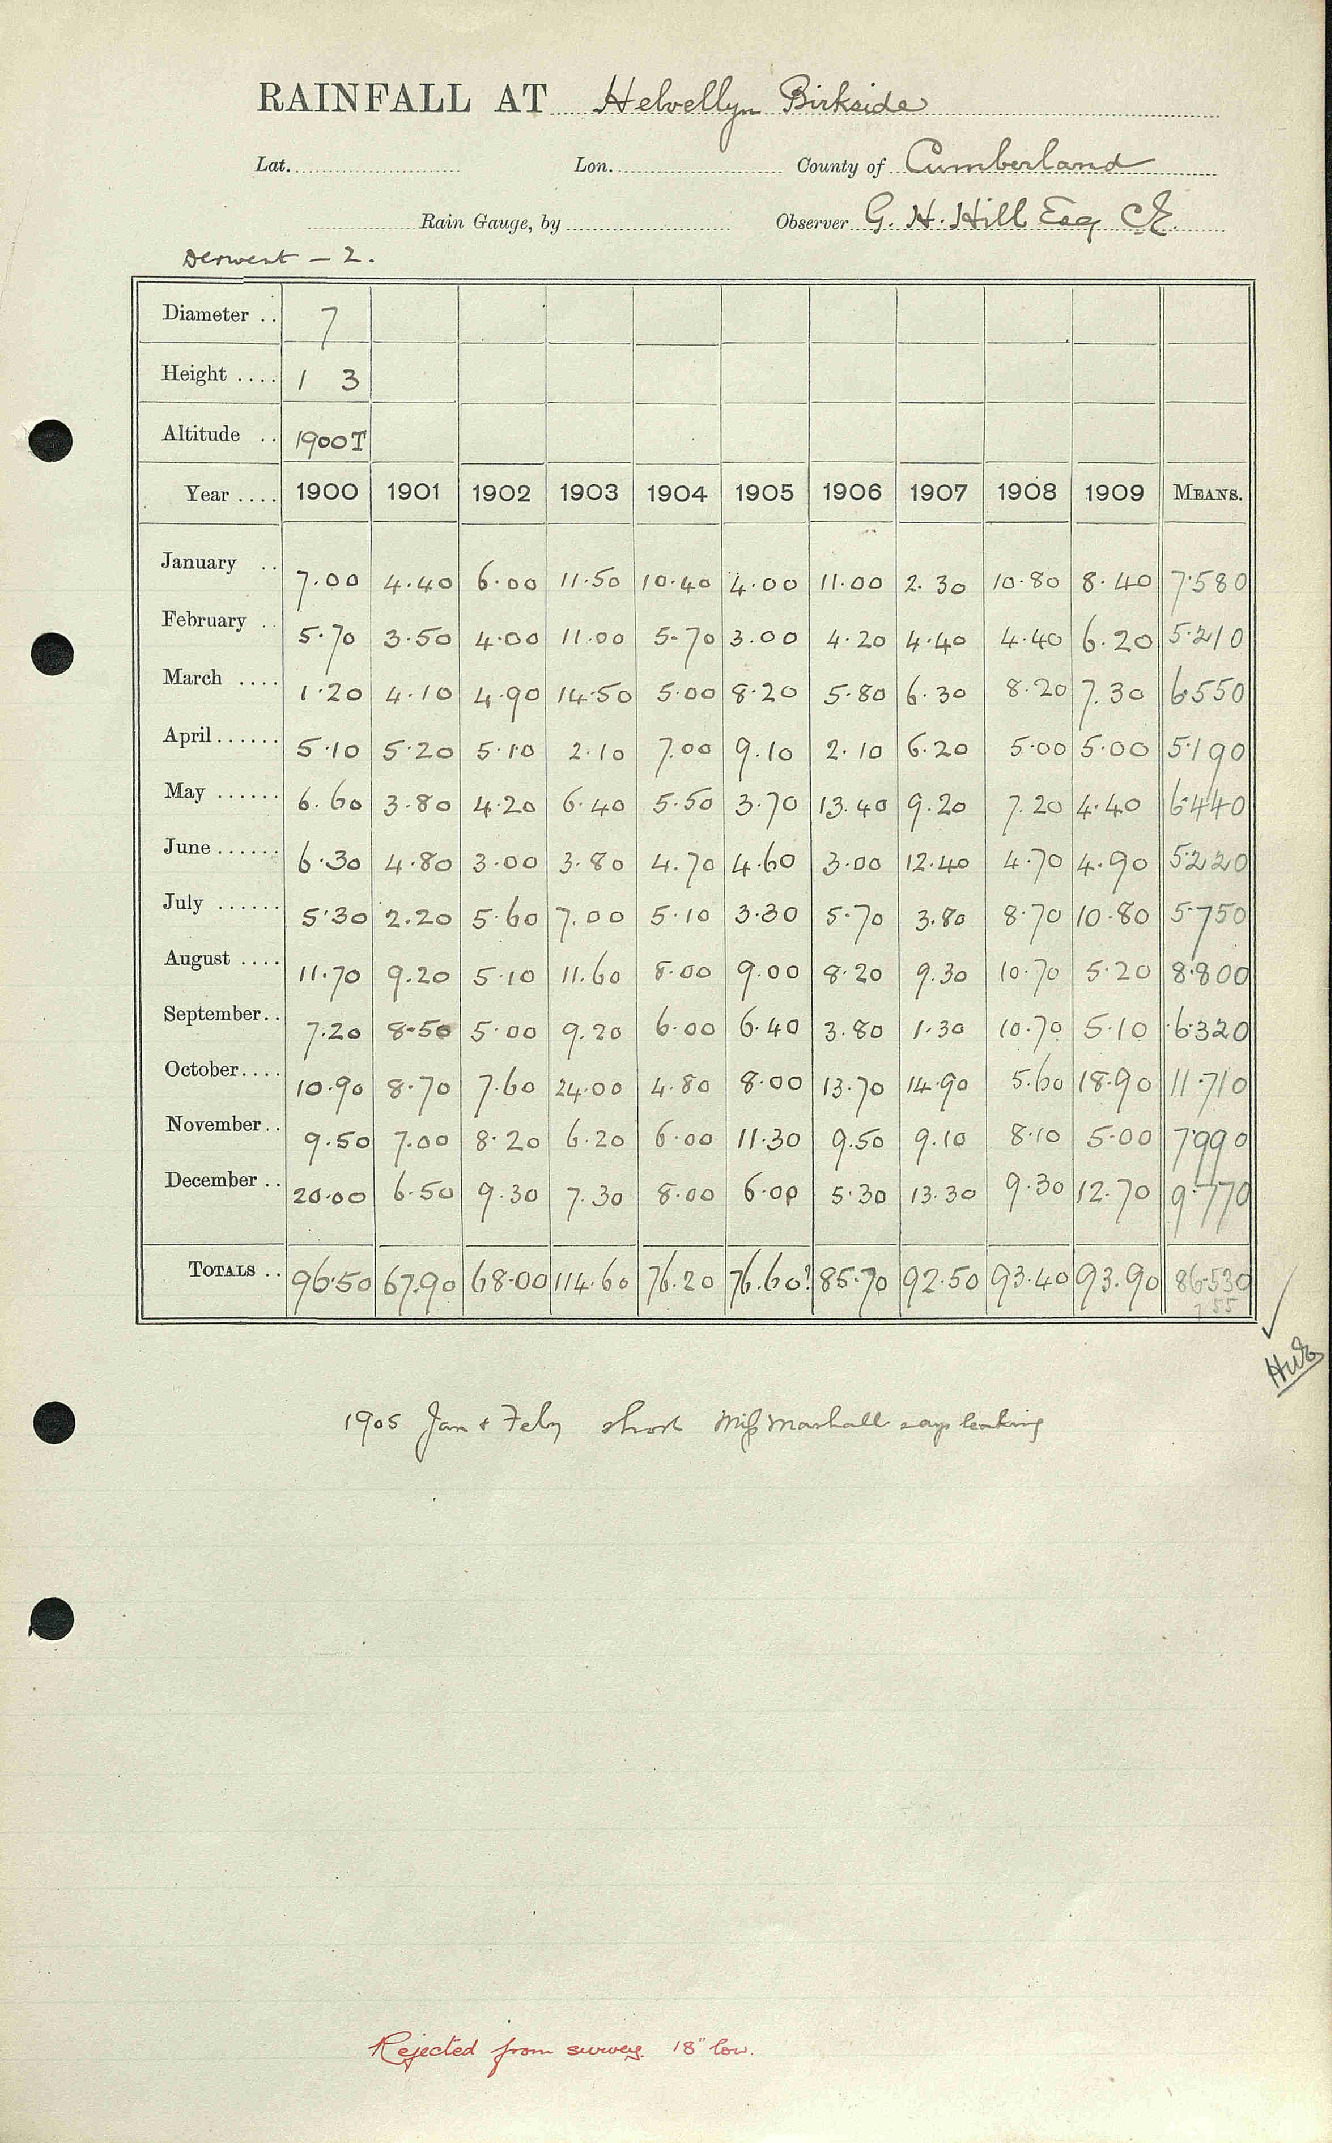 RAINFALL AT Helvellyn Birkside
Lat. Lon. County of Cumberland
Rain Gauge, by Observer G. H. Hill Esq CE.
Derwent - 2.
Diameter .. 7
Height .... 1 3
Altitude .. 1900T
Year .... 1900 1901 1902 1903 1904 1905 1906 1907 1908 1909 MEANS.
January .. 7.00 4.40 6.00 11.50 10.40 4.00 11.00 2.30 10.80 8.40 7.580
February .. 5.70 3.50 4.00 11.00 5.70 3.00 4.20 4.40 4.40 6.20 5.210
March .... 1.20 4.10 4.90 14.50 5.00 8.20 5.80 6.30 8.20 7.30 6.550
April...... 5.10 5.20 5.10 2.10 7.00 9.10 2.10 6.20 5.00 5.00 5.190
May ...... 6.60 3.80 4.20 6.40 5.50 3.70 13.40 9.20 7.20 4.40 6.440
June ...... 6.30 4.80 3.00 3.80 4.70 4.60 3.00 12.40 4.70 4.90 5.220
July ...... 5.30 2.20 5.60 7.00 5.10 3.30 5.70 3.80 8.70 10.80 5.750
August .... 11.70 9.20 5.10 11.60 8.00 9.00 8.20 9.30 10.70 5.20 8.800
September.. 7.20 8.50 5.00 9.20 6.00 6.40 3.80 1.30 10.70 5.10 6.320
October.... 10.90 8.70 7.60 24.00 4.80 8.00 13.70 14.90 5.60 18.90 11.710
November.. 9.50 7.00 8.20 6.20 6.00 11.30 9.50 9.10 8.10 5.00 7.990
December .. 20.00 6.50 9.30 7.30 8.00 6.00 5.30 13.30 9.30 12.70 9.770
TOTALS .. 96.50 67.90 68.00 114.60 76.20 76.60? 85.70 92.50 93.40 93.90 86.530
1905 Jan + Feby short Miss Marshall says leaking
Rejected from survey. 18" low.